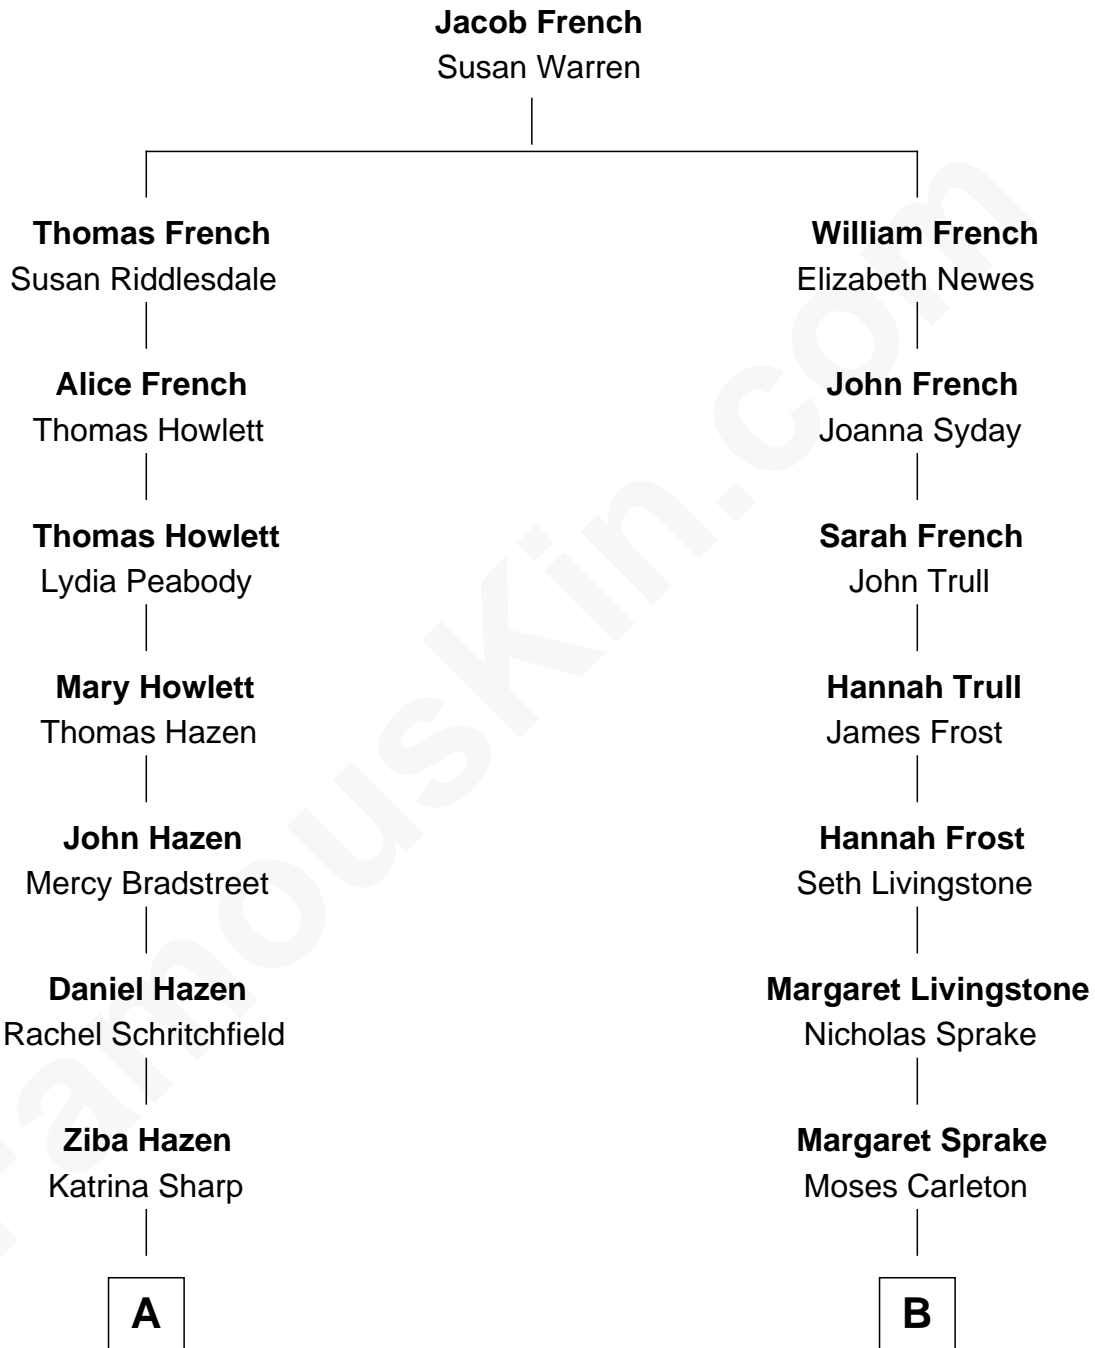 Jacob French
Susan Warren
Thomas French
Susan Riddlesdale
Alice French
Thomas Howlett
Thomas Howlett
Lydia Peabody
Mary Howlett
Thomas Hazen
John Hazen
Mercy Bradstreet
Daniel Hazen
Rachel Schritchfield
Ziba Hazen
Katrina Sharp
A
William French
Elizabeth Newes
John French
Joanna Syday
Sarah French
John Trull
Hannah Trull
James Frost
Hannah Frost
Seth Livingstone
Margaret Livingstone
Nicholas Sprake
Margaret Sprake
Moses Carleton
B
FamousKin.com